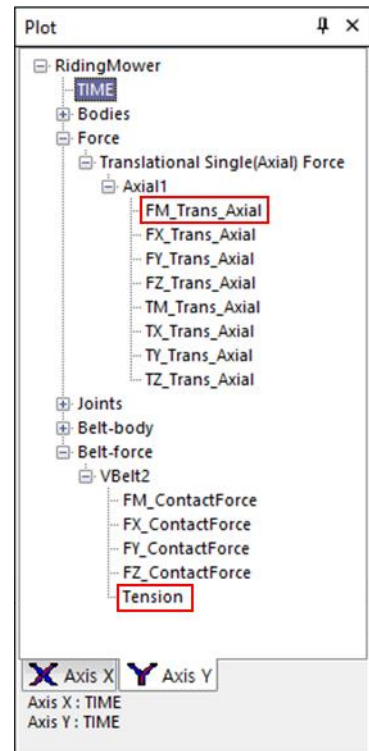 Plot
RidingMower
TIME
Bodies
Force
Translational Single(Axial) Force
Axial1
FM_Trans_Axial
FX_Trans_Axial
FY_Trans_Axial
FZ_Trans_Axial
TM_Trans_Axial
TX_Trans_Axial
TY_Trans_Axial
TZ_Trans_Axial
Joints
Belt-body
Belt-force
VBelt2
FM_ContactForce
FX_ContactForce
FY_ContactForce
FZ_ContactForce
Tension
Axis X Axis Y
Axis X : TIME
Axis Y : TIME